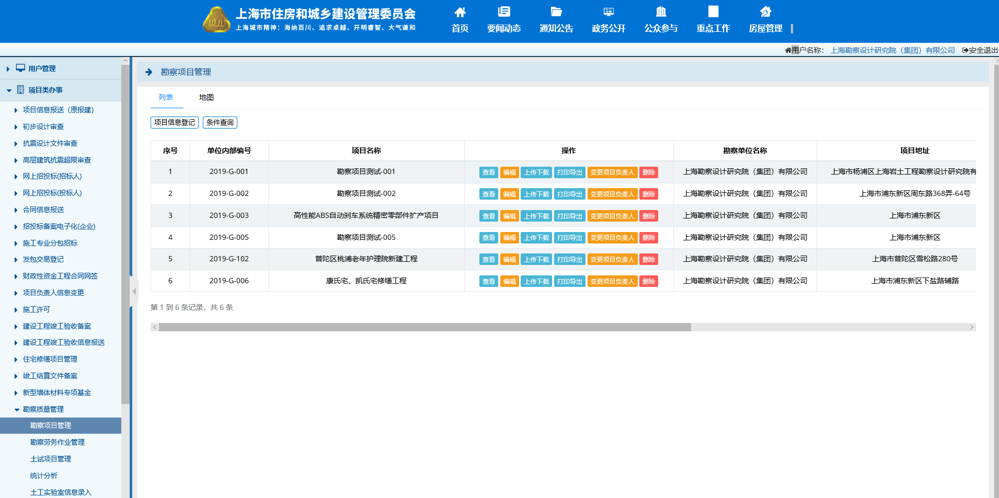 上海市住房和城乡建设管理委员会
上海城市精神：海纳百川、追求卓越、开明睿智、大气谦和
首页 要闻动态 通知公告 政务公开 公众参与 重点工作 房屋管理
用户名称： 上海勘察设计研究院（集团）有限公司 安全退出
用户管理
项目类办事
项目信息报送（原报建）
初步设计审查
抗震设计文件审查
高层建筑抗震超限审查
网上招投标(招标人)
网上招投标(投标人)
合同信息报送
招投标备案电子化(企业)
施工专业分包招标
发包交易登记
财政性资金工程合同网签
项目负责人信息变更
施工许可
建设工程竣工验收备案
建设工程竣工验收信息报送
住宅修缮项目管理
竣工结算文件备案
新型墙体材料专项基金
勘察质量管理
勘察项目管理
勘察劳务作业管理
土试项目管理
统计分析
土工实验室信息录入
勘察项目管理
列表 地图
项目信息登记 条件查询
序号 单位内部编号 项目名称 操作 勘察单位名称 项目地址
1 2019-G-001 勘察项目测试-001 查看 编辑 上传下载 打印导出 变更项目负责人 删除 上海勘察设计研究院（集团）有限公司 上海市杨浦区上海岩土工程勘察设计研究院有
2 2019-G-002 勘察项目测试-002 查看 编辑 上传下载 打印导出 变更项目负责人 删除 上海勘察设计研究院（集团）有限公司 上海市浦东新区周东路368弄-64号
3 2019-G-003 高性能ABS自动刹车系统精密零部件扩产项目 查看 编辑 上传下载 打印导出 变更项目负责人 删除 上海勘察设计研究院（集团）有限公司 上海市浦东新区
4 2019-G-005 勘察项目测试-005 查看 编辑 上传下载 打印导出 变更项目负责人 删除 上海勘察设计研究院（集团）有限公司 上海市浦东新区
5 2019-G-102 普陀区桃浦老年护理院新建工程 查看 编辑 上传下载 打印导出 变更项目负责人 删除 上海勘察设计研究院（集团）有限公司 上海市普陀区雪松路280号
6 2019-G-006 康氏宅、凯氏宅修缮工程 查看 编辑 上传下载 打印导出 变更项目负责人 删除 上海勘察设计研究院（集团）有限公司 上海市浦东新区下盐路辅路
第 1 到 6 条记录，共 6 条